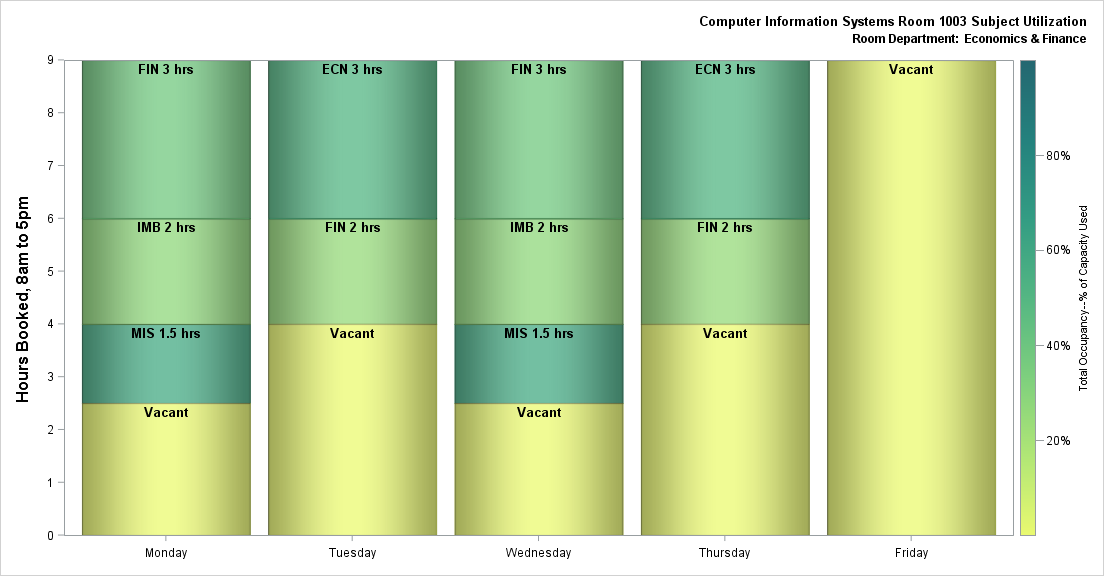 Computer Information Systems Room 1003 Subject Utilization
Room Department: Economics & Finance
Hours Booked, 8am to 5pm
9
8
7
6
5
4
3
2
1
0
FIN 3 hrs
IMB 2 hrs
MIS 1.5 hrs
Vacant
ECN 3 hrs
FIN 2 hrs
Vacant
FIN 3 hrs
IMB 2 hrs
MIS 1.5 hrs
Vacant
ECN 3 hrs
FIN 2 hrs
Vacant
Vacant
Monday
Tuesday
Wednesday
Thursday
Friday
80%
60%
40%
20%
Total Occupancy--% of Capacity Used